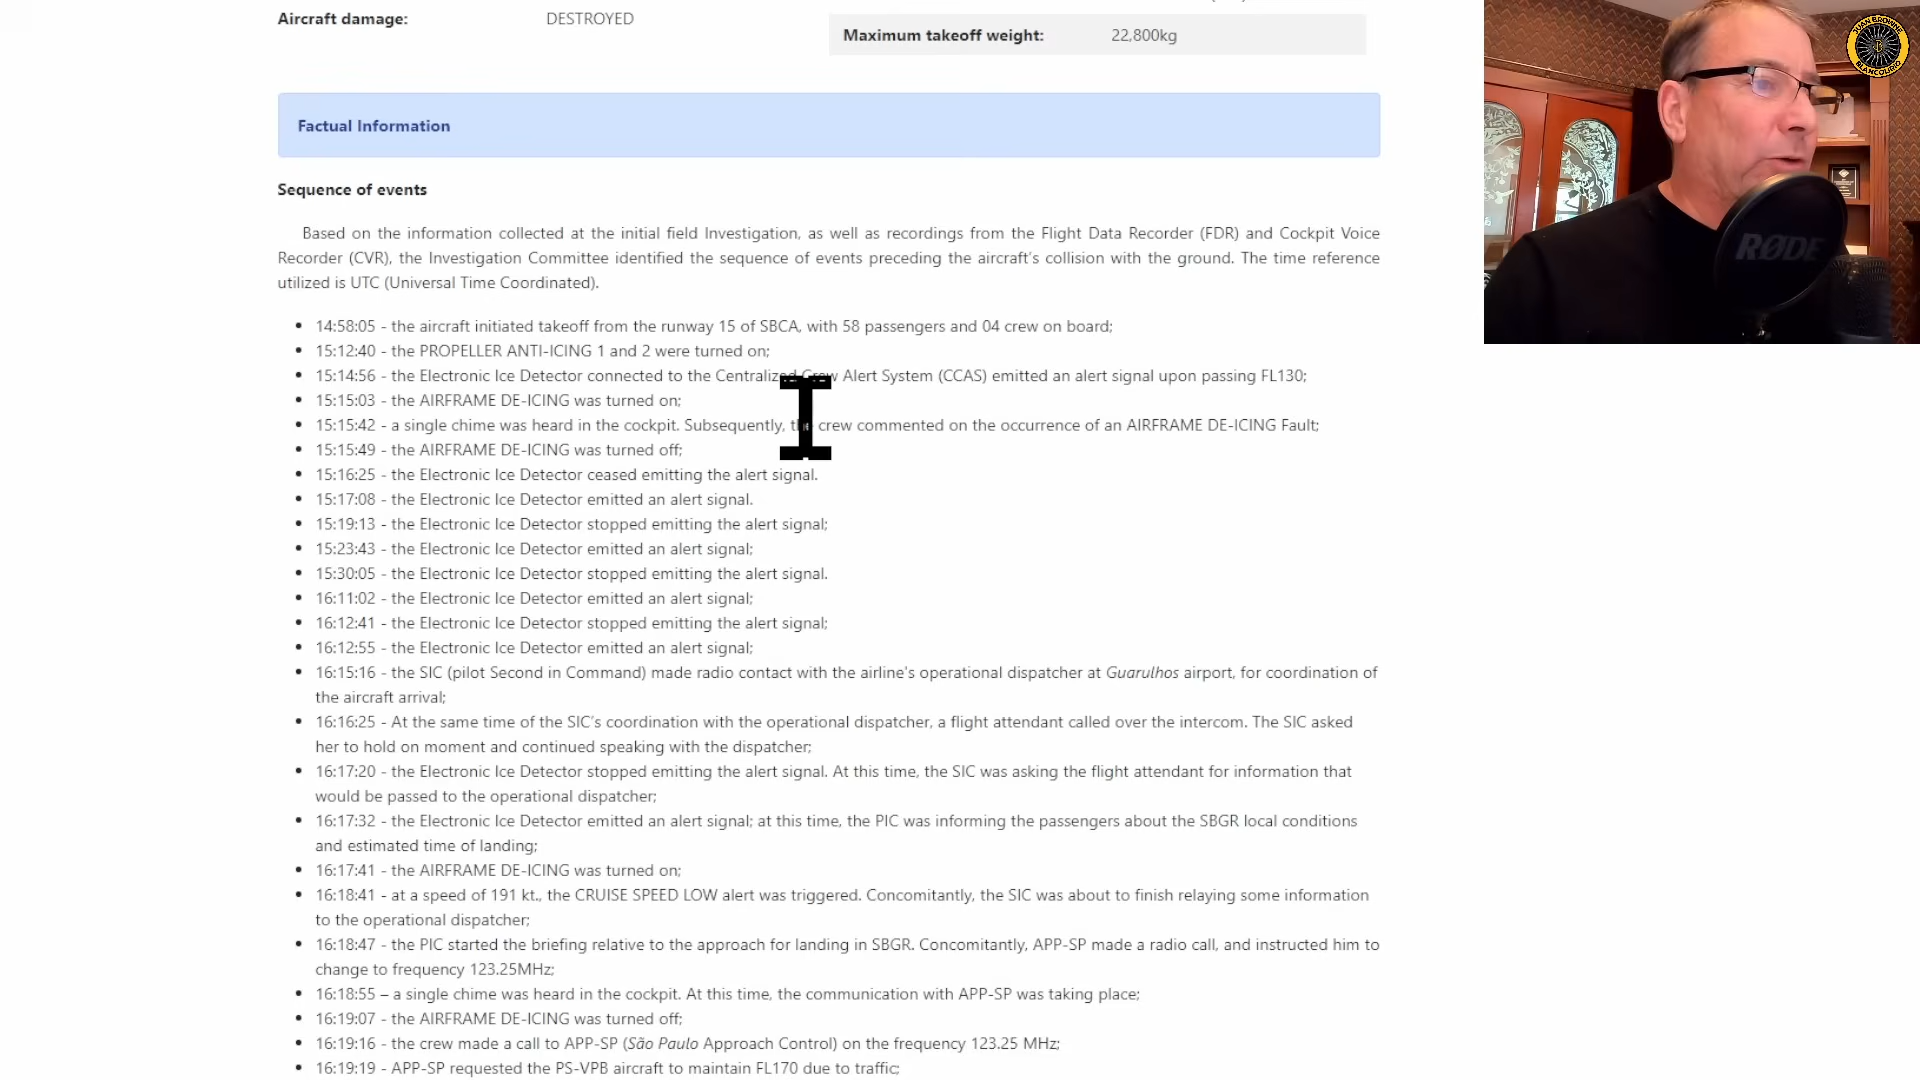 Aircraft damage: DESTROYED
Maximum takeoff weight: 22,800kg
JUAN BROWNE
BLANCOLIRIO
Factual Information
Sequence of events
Based on the information collected at the initial field Investigation, as well as recordings from the Flight Data Recorder (FDR) and Cockpit Voice
Recorder (CVR), the Investigation Committee identified the sequence of events preceding the aircraft's collision with the ground. The time reference
utilized is UTC (Universal Time Coordinated).
RØDE
• 14:58:05 - the aircraft initiated takeoff from the runway 15 of SBCA, with 58 passengers and 04 crew on board;
• 15:12:40 - the PROPELLER ANTI-ICING 1 and 2 were turned on;
• 15:14:56 - the Electronic Ice Detector connected to the Centralized Crew Alert System (CCAS) emitted an alert signal upon passing FL130;
• 15:15:03 - the AIRFRAME DE-ICING was turned on;
• 15:15:42 - a single chime was heard in the cockpit. Subsequently, the crew commented on the occurrence of an AIRFRAME DE-ICING Fault;
• 15:15:49 - the AIRFRAME DE-ICING was turned off;
• 15:16:25 - the Electronic Ice Detector ceased emitting the alert signal.
• 15:17:08 - the Electronic Ice Detector emitted an alert signal.
• 15:19:13 - the Electronic Ice Detector stopped emitting the alert signal;
• 15:23:43 - the Electronic Ice Detector emitted an alert signal;
• 15:30:05 - the Electronic Ice Detector stopped emitting the alert signal.
• 16:11:02 - the Electronic Ice Detector emitted an alert signal;
• 16:12:41 - the Electronic Ice Detector stopped emitting the alert signal;
• 16:12:55 - the Electronic Ice Detector emitted an alert signal;
• 16:15:16 - the SIC (pilot Second in Command) made radio contact with the airline's operational dispatcher at Guarulhos airport, for coordination of
the aircraft arrival;
• 16:16:25 - At the same time of the SIC's coordination with the operational dispatcher, a flight attendant called over the intercom. The SIC asked
her to hold on moment and continued speaking with the dispatcher;
• 16:17:20 - the Electronic Ice Detector stopped emitting the alert signal. At this time, the SIC was asking the flight attendant for information that
would be passed to the operational dispatcher;
• 16:17:32 - the Electronic Ice Detector emitted an alert signal; at this time, the PIC was informing the passengers about the SBGR local conditions
and estimated time of landing;
• 16:17:41 - the AIRFRAME DE-ICING was turned on;
• 16:18:41 - at a speed of 191 kt., the CRUISE SPEED LOW alert was triggered. Concomitantly, the SIC was about to finish relaying some information
to the operational dispatcher;
• 16:18:47 - the PIC started the briefing relative to the approach for landing in SBGR. Concomitantly, APP-SP made a radio call, and instructed him to
change to frequency 123.25MHz;
• 16:18:55 – a single chime was heard in the cockpit. At this time, the communication with APP-SP was taking place;
• 16:19:07 - the AIRFRAME DE-ICING was turned off;
• 16:19:16 - the crew made a call to APP-SP (São Paulo Approach Control) on the frequency 123.25 MHz;
• 16:19:19 - APP-SP requested the PS-VPB aircraft to maintain FL170 due to traffic;